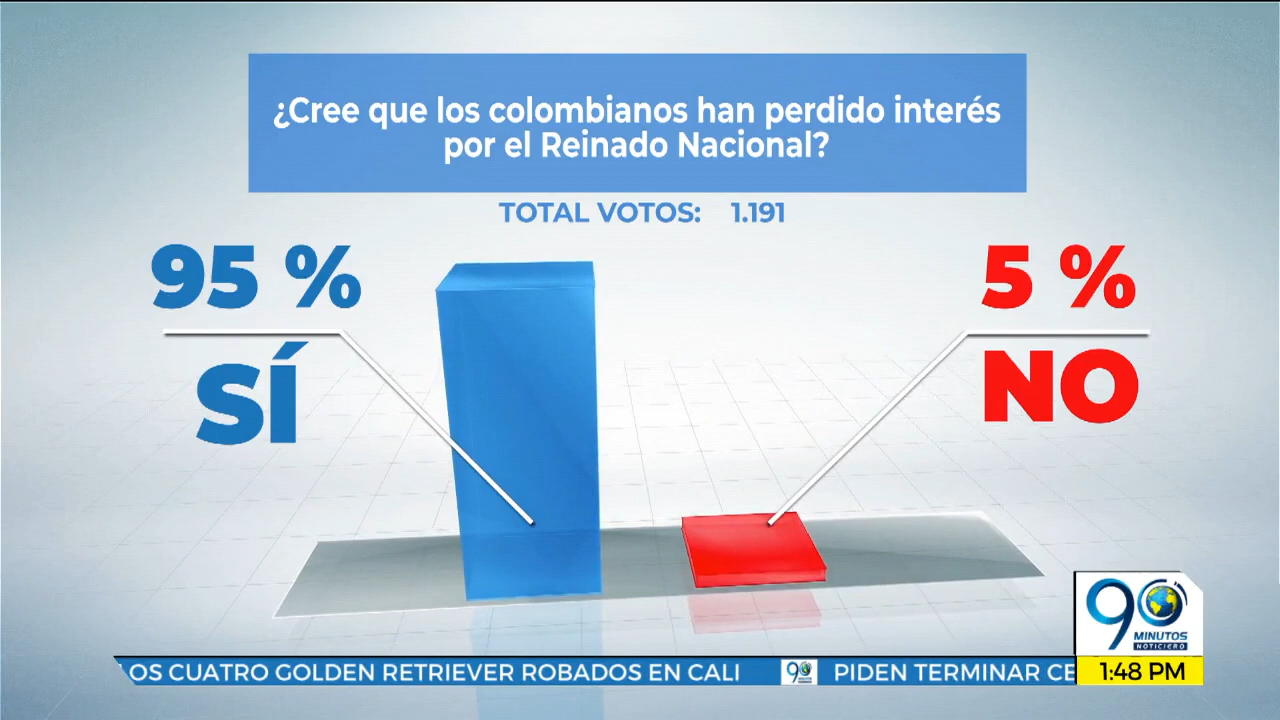 ¿Cree que los colombianos han perdido interés
por el Reinado Nacional?
TOTAL VOTOS: 1.191
95 %
SÍ
5 %
NO
90
MINUTOS
NOTICIERO
OS CUATRO GOLDEN RETRIEVER ROBADOS EN CALI
90
PIDEN TERMINAR CE
1:48 PM